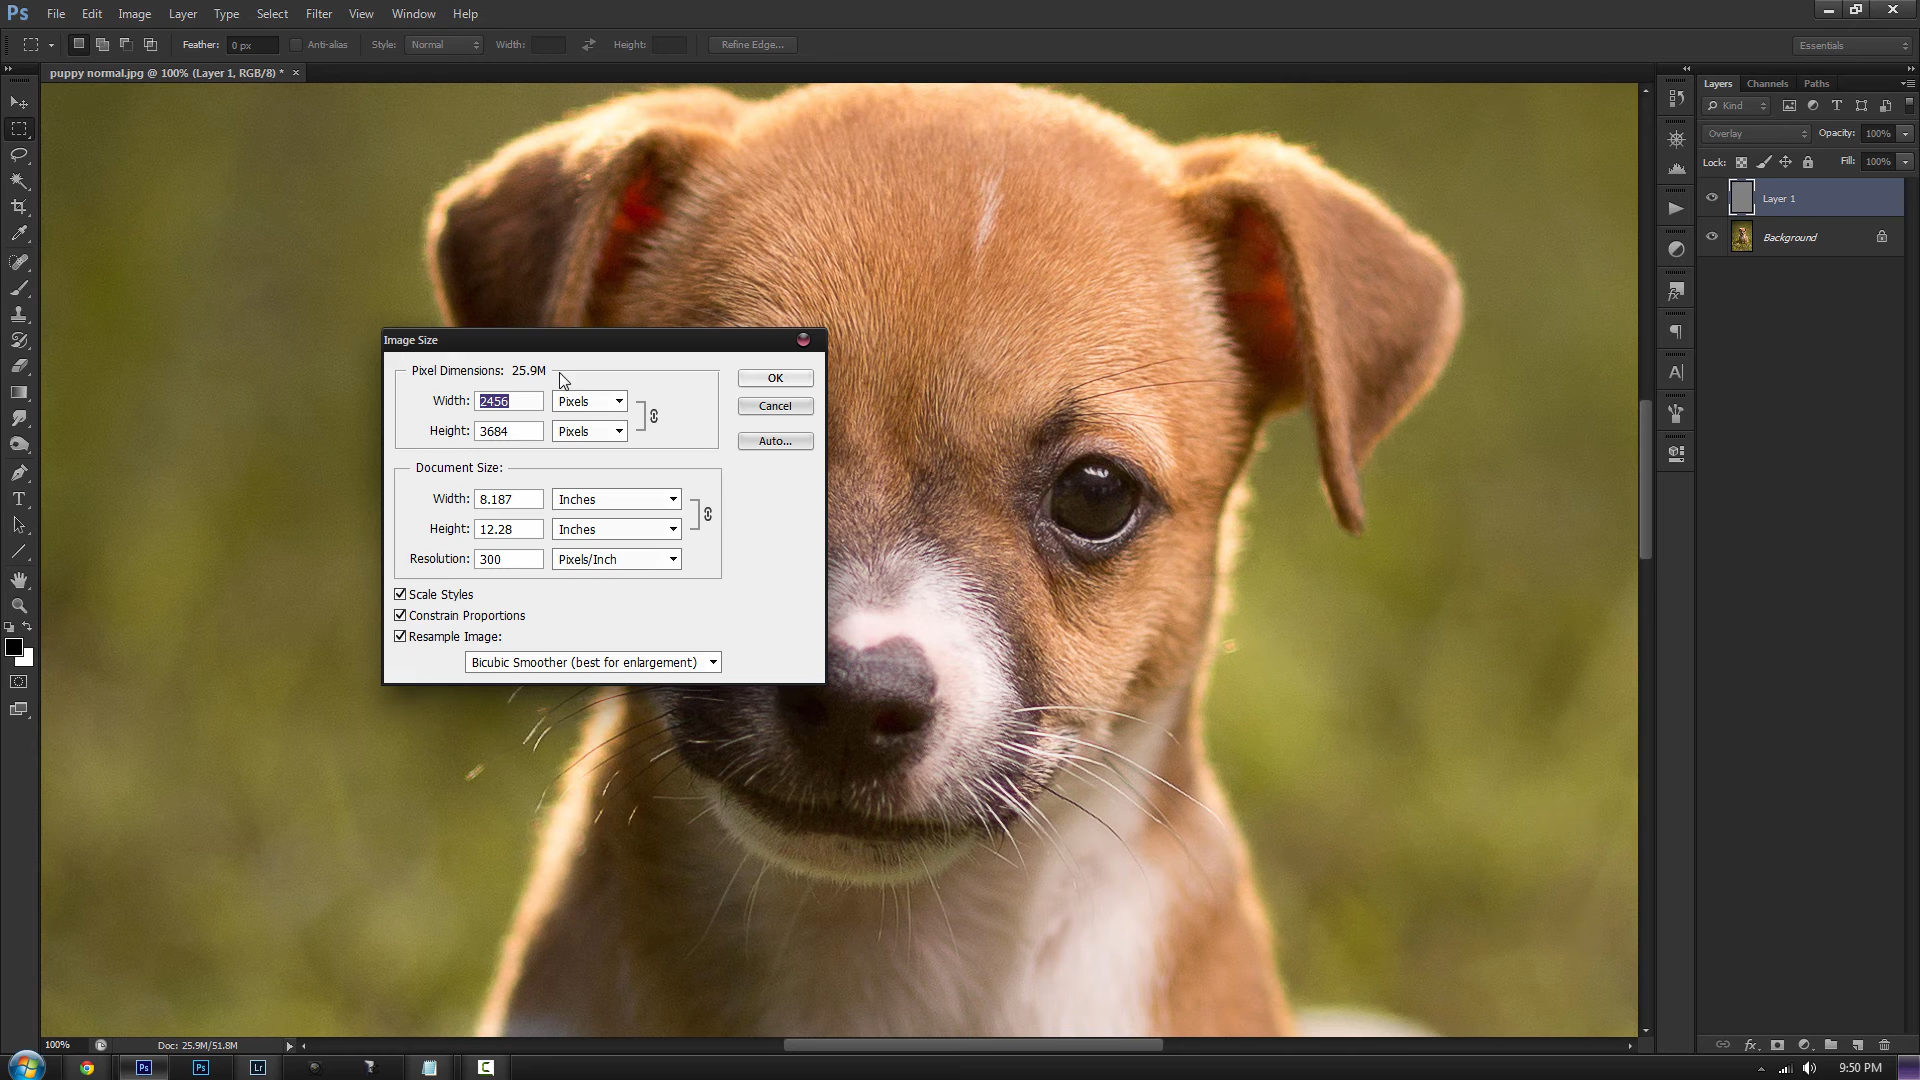 Ps File Edit Image Layer Type Select Filter View Window Help
Feather: 0 px Anti-alias Style: Normal Width: Height: Refine Edge... Essentials
puppy normal.jpg @ 100% (Layer 1, RGB/8) * ×
Layers Channels Paths
Kind
Overlay Opacity: 100%
Lock: Fill: 100%
Layer 1
Background
Image Size
Pixel Dimensions: 25.9M
Width: 2456 Pixels
Height: 3684 Pixels
OK
Cancel
Auto...
Document Size:
Width: 8.187 Inches
Height: 12.28 Inches
Resolution: 300 Pixels/Inch
Scale Styles
Constrain Proportions
Resample Image:
Bicubic Smoother (best for enlargement)
100% Doc: 25.9M/51.8M
Ps Ps Lr C 9:50 PM